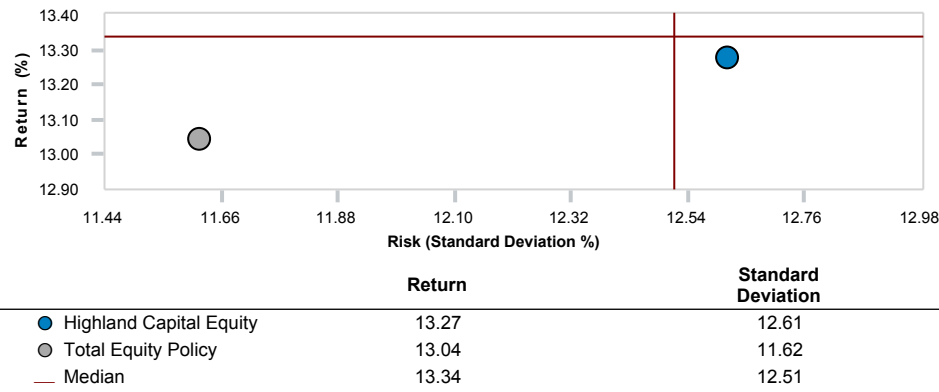 13.40
13.30
13.20
13.10
13.00
12.90
Return (%)
11.44 11.66 11.88 12.10 12.32 12.54 12.76 12.98
Risk (Standard Deviation %)
Return Standard Deviation
Highland Capital Equity 13.27 12.61
Total Equity Policy 13.04 11.62
Median 13.34 12.51